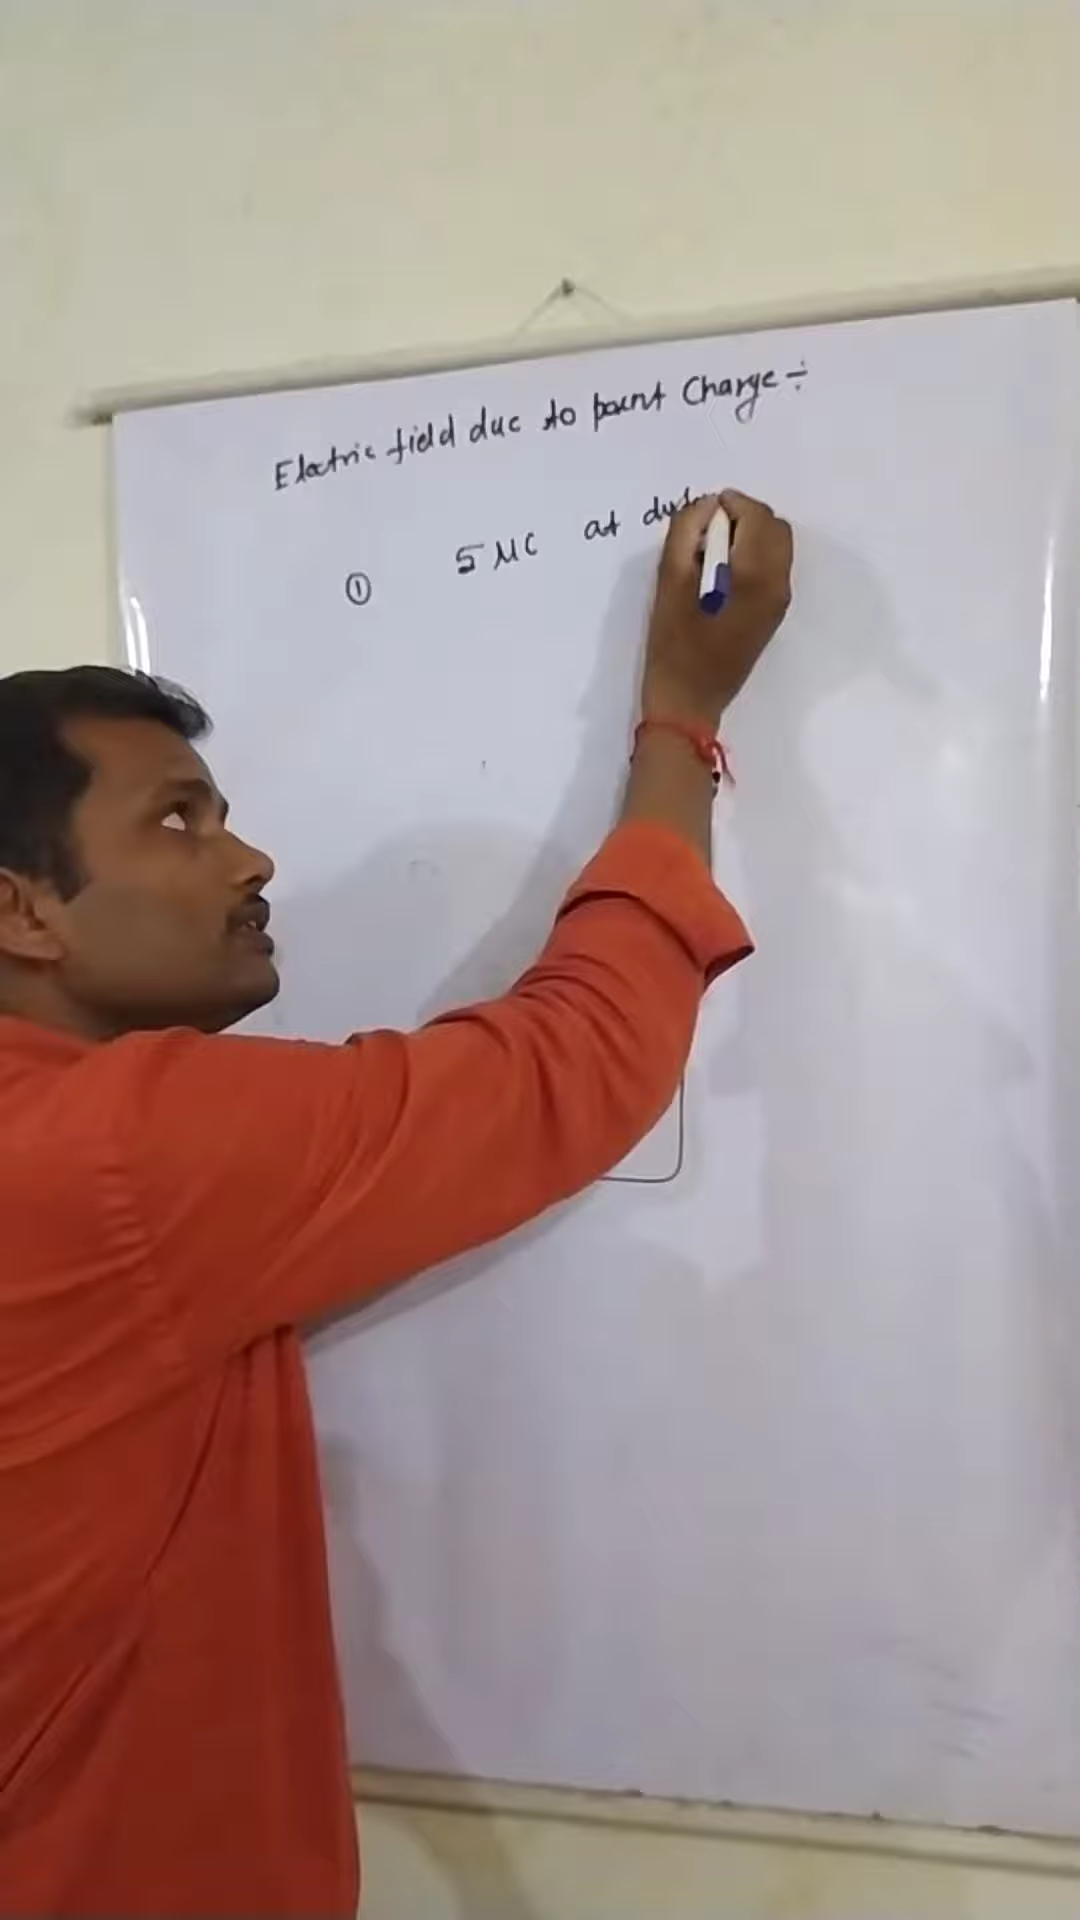 Electric field due to point Charge ÷
① 5 μC at